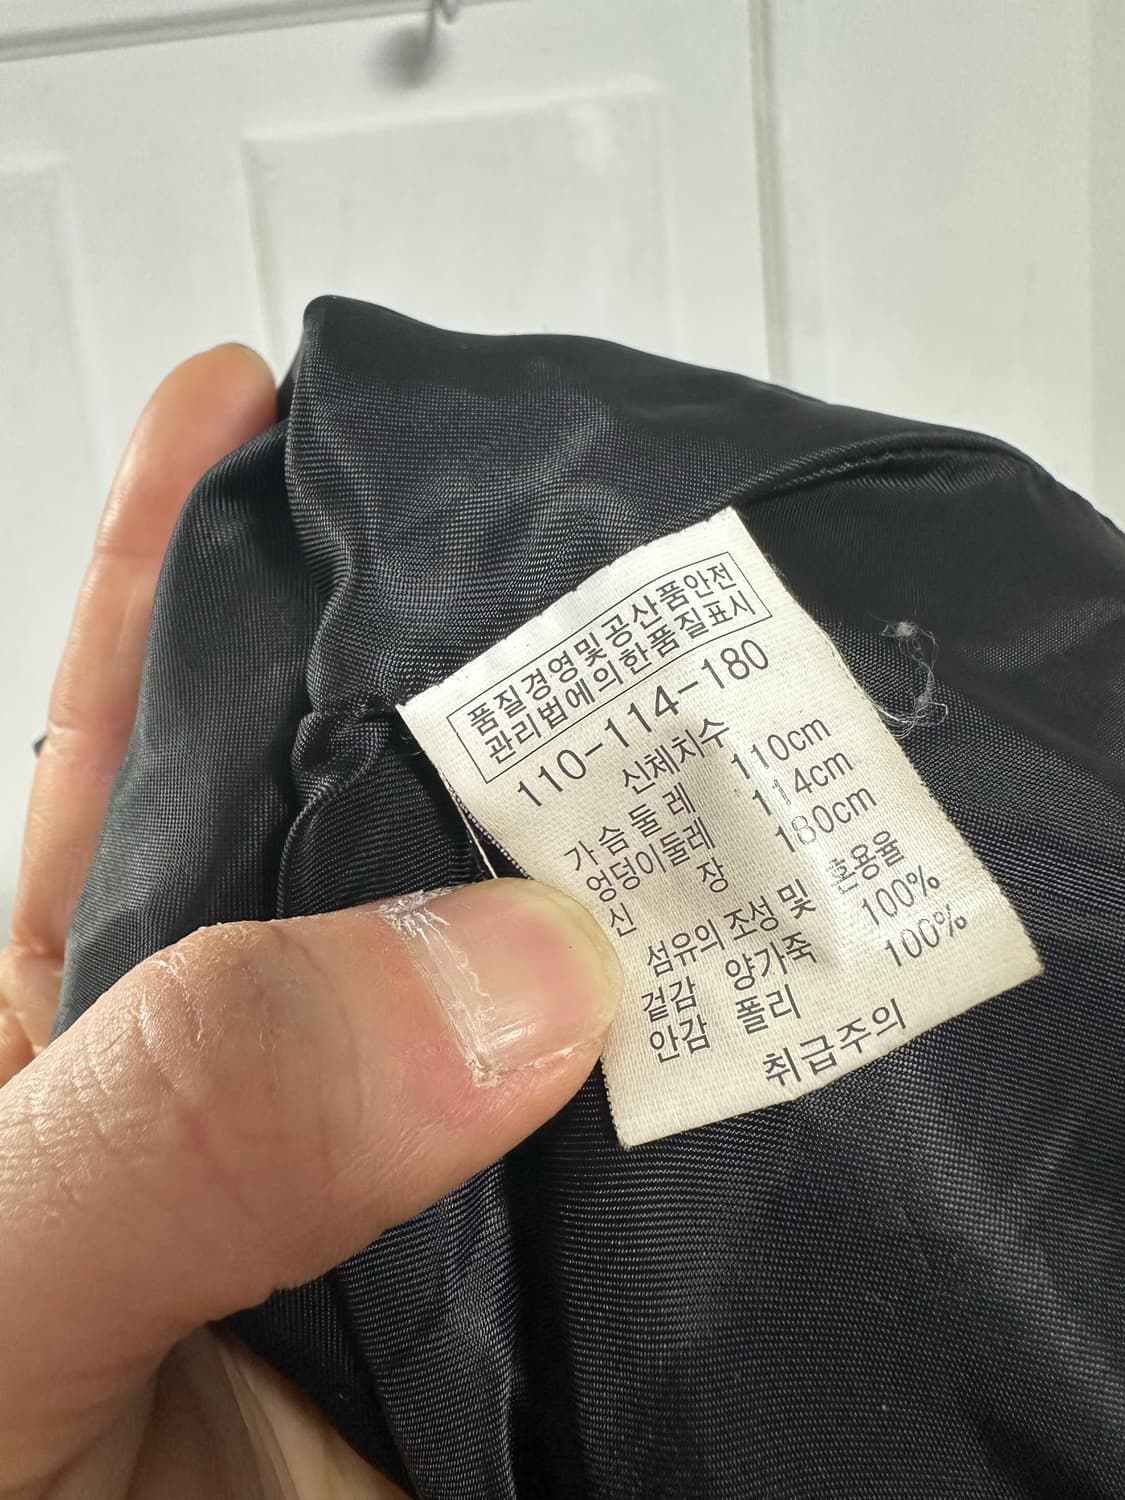 품질경영및공산품안전
관리법에의한품질표시
110-114-180
신체치수
가슴둘레 110cm
엉덩이둘레 114cm
신 장 180cm
섬유의 조성 및 혼용율
겉감 양가죽 100%
안감 폴리 100%
취급주의